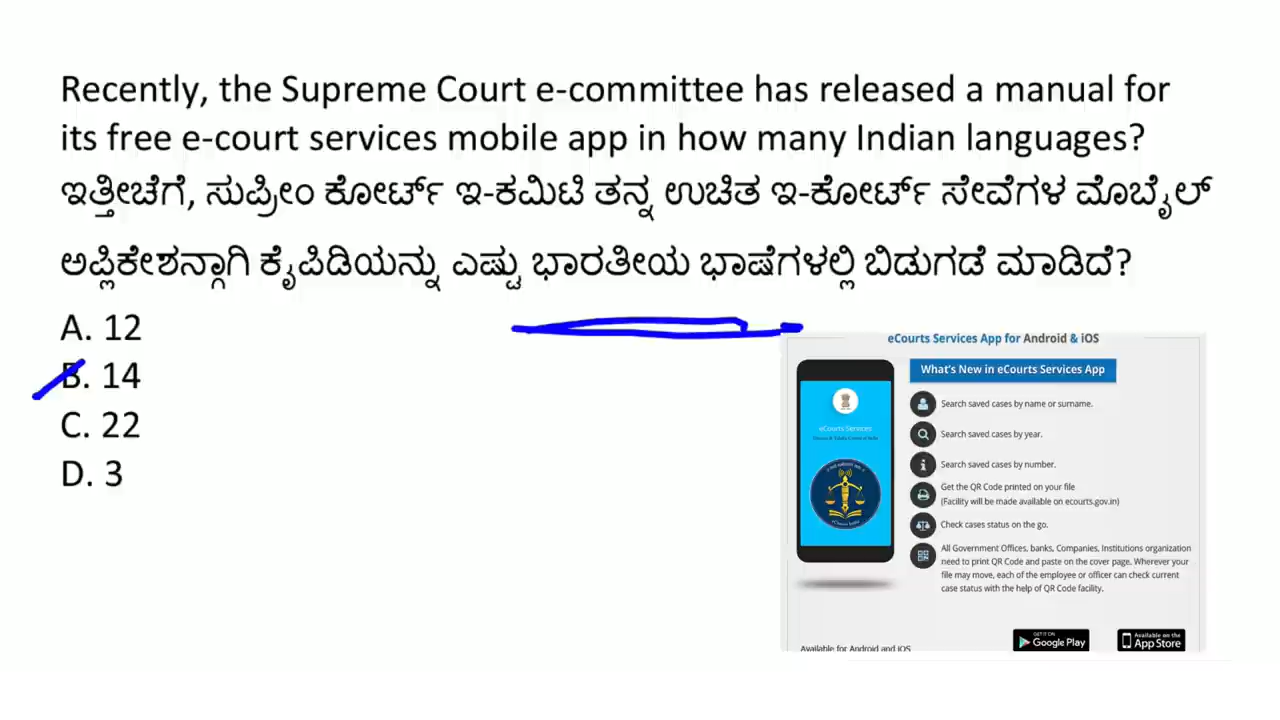 Recently, the Supreme Court e-committee has released a manual for
its free e-court services mobile app in how many Indian languages?
ಇತ್ತೀಚೆಗೆ, ಸುಪ್ರೀಂ ಕೋರ್ಟ್ ಇ-ಕಮಿಟಿ ತನ್ನ ಉಚಿತ ಇ-ಕೋರ್ಟ್ ಸೇವೆಗಳ ಮೊಬೈಲ್
ಅಪ್ಲಿಕೇಶನ್ಗಾಗಿ ಕೈಪಿಡಿಯನ್ನು ಎಷ್ಟು ಭಾರತೀಯ ಭಾಷೆಗಳಲ್ಲಿ ಬಿಡುಗಡೆ ಮಾಡಿದೆ?
A. 12
B. 14
C. 22
D. 3
eCourts Services App for Android & iOS
What's New in eCourts Services App
Search saved cases by name or surname.
Search saved cases by year.
Search saved cases by number.
Get the QR Code printed on your file
(Facility will be made available on ecourts.gov.in)
Check cases status on the go.
All Government Offices, banks, Companies, Institutions organization
need to print QR Code and paste on the cover page. Wherever your
file may move, each of the employee or officer can check current
case status with the help of QR Code facility.
eCourts Services
Available for Android and iOS
GET IT ON
Google Play
Available on the
App Store